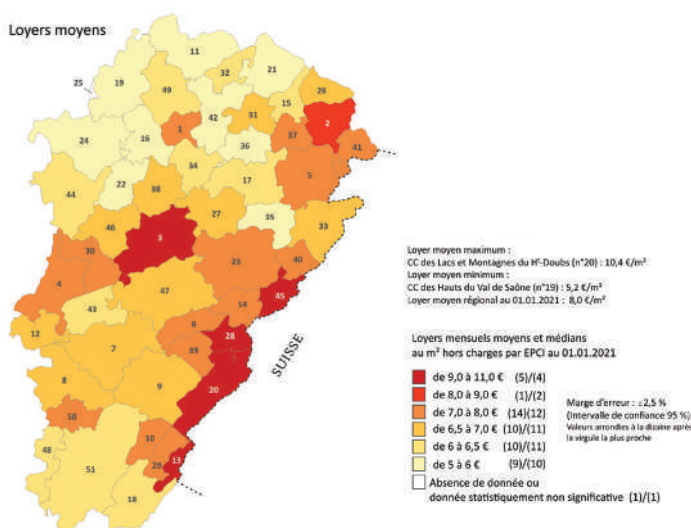 Loyers moyens
11
32
21
25
19
49
26
15
42
31
2
1
37
24
16
36
41
34
5
22
17
44
38
27
35
46
33
3
30
23
40
4
47
45
43
14
6
12
28
7
39
SUISSE
8
9
20
50
10
48
13
29
51
18
Loyer moyen maximum :
CC des Lacs et Montagnes du Hᵗ-Doubs (n°20) : 10,4 €/m²
Loyer moyen minimum :
CC des Hauts du Val de Saône (n°19) : 5,2 €/m²
Loyer moyen régional au 01.01.2021 : 8,0 €/m²
Loyers mensuels moyens et médians
au m² hors charges par EPCI au 01.01.2021
de 9,0 à 11,0 € (5)/(4)
de 8,0 à 9,0 € (1)/(2)
de 7,0 à 8,0 € (14)(12)
de 6,5 à 7,0 € (10)/(11)
de 6 à 6,5 € (10)/(11)
de 5 à 6 € (9)/(10)
Absence de donnée ou
donnée statistiquement non significative (1)/(1)
Marge d'erreur : ±2,5 %
(Intervalle de confiance 95 %)
Valeurs arrondies à la dizaine après
la virgule la plus proche